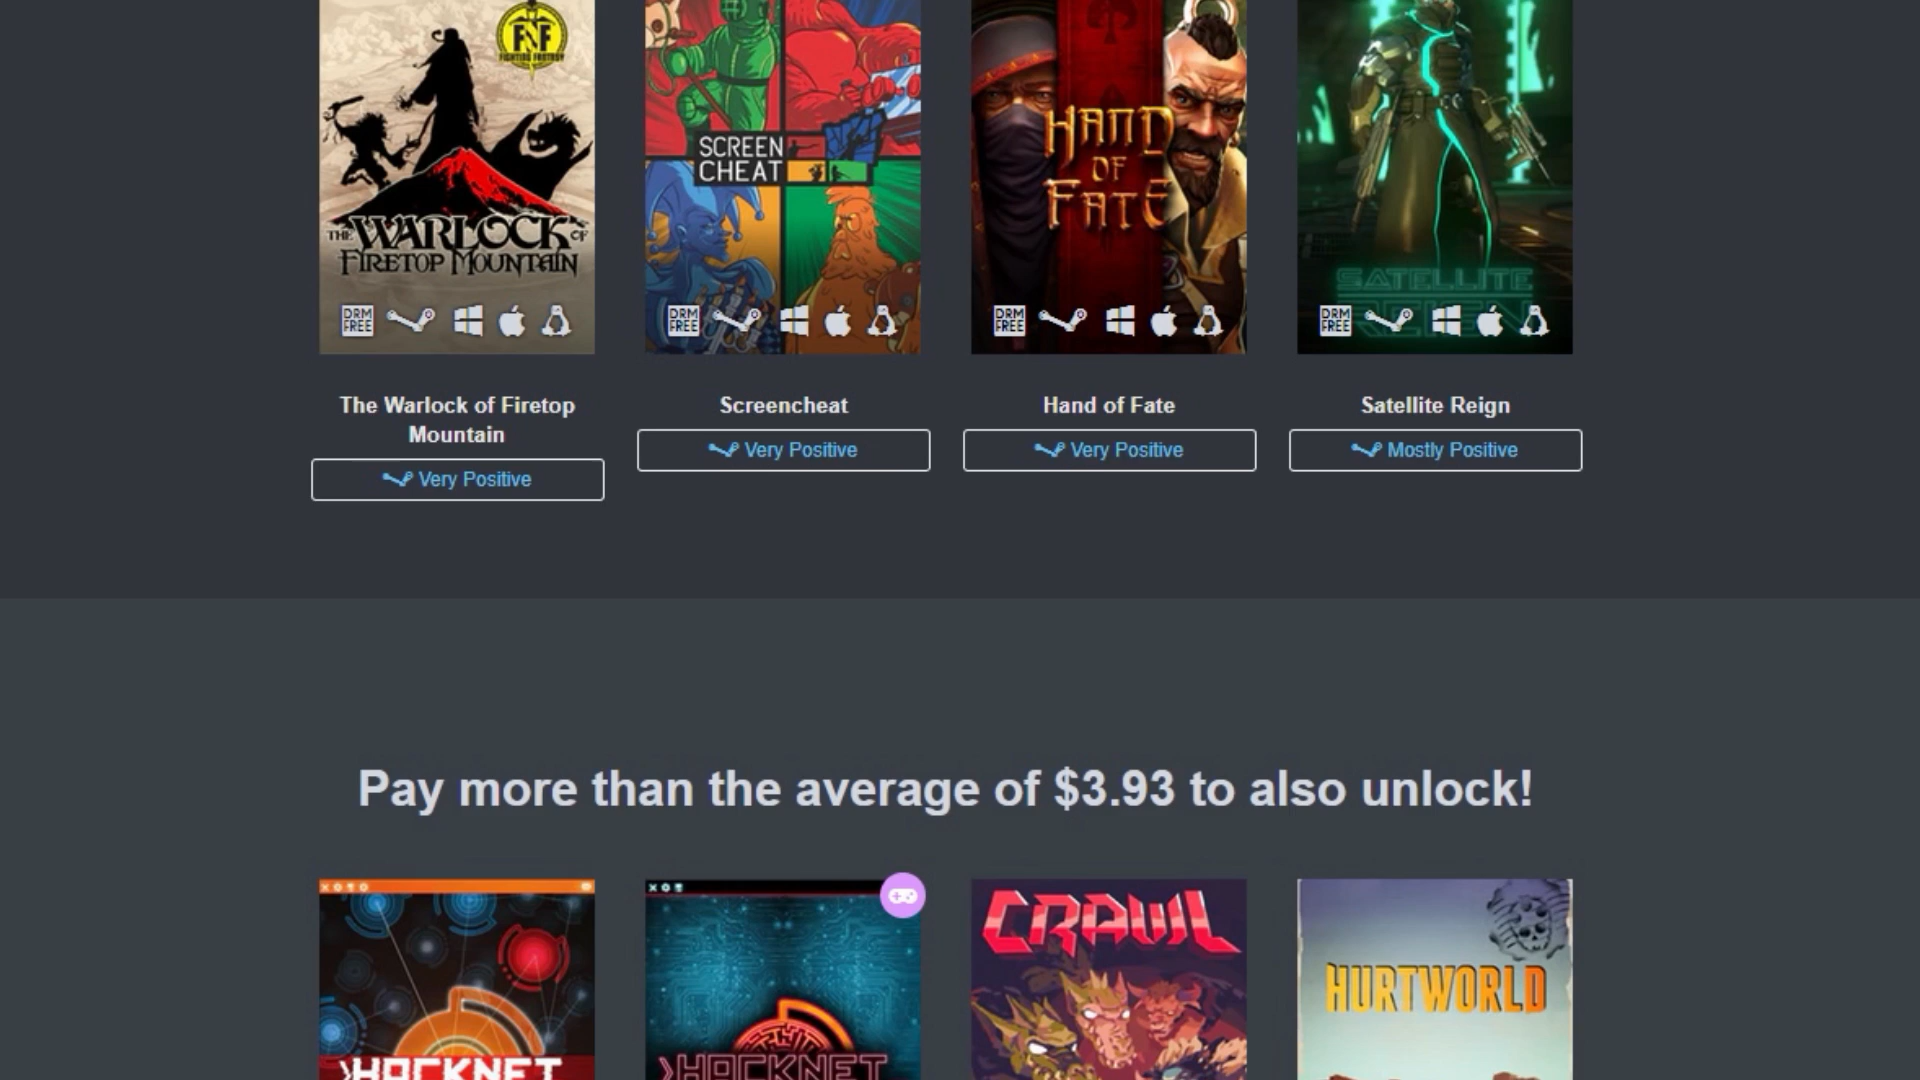 FNF
FIGHTING FANTASY
THE WARLOCK OF
FIRETOP MOUNTAIN
SCREEN
CHEAT
HAND
OF
FATE
SATELLITE
REIGN
DRM
FREE
DRM
FREE
DRM
FREE
DRM
FREE
The Warlock of Firetop
Mountain
Very Positive
Screencheat
Very Positive
Hand of Fate
Very Positive
Satellite Reign
Mostly Positive
Pay more than the average of $3.93 to also unlock!
HACKNET
HACKNET
CRAWL
HURTWORLD